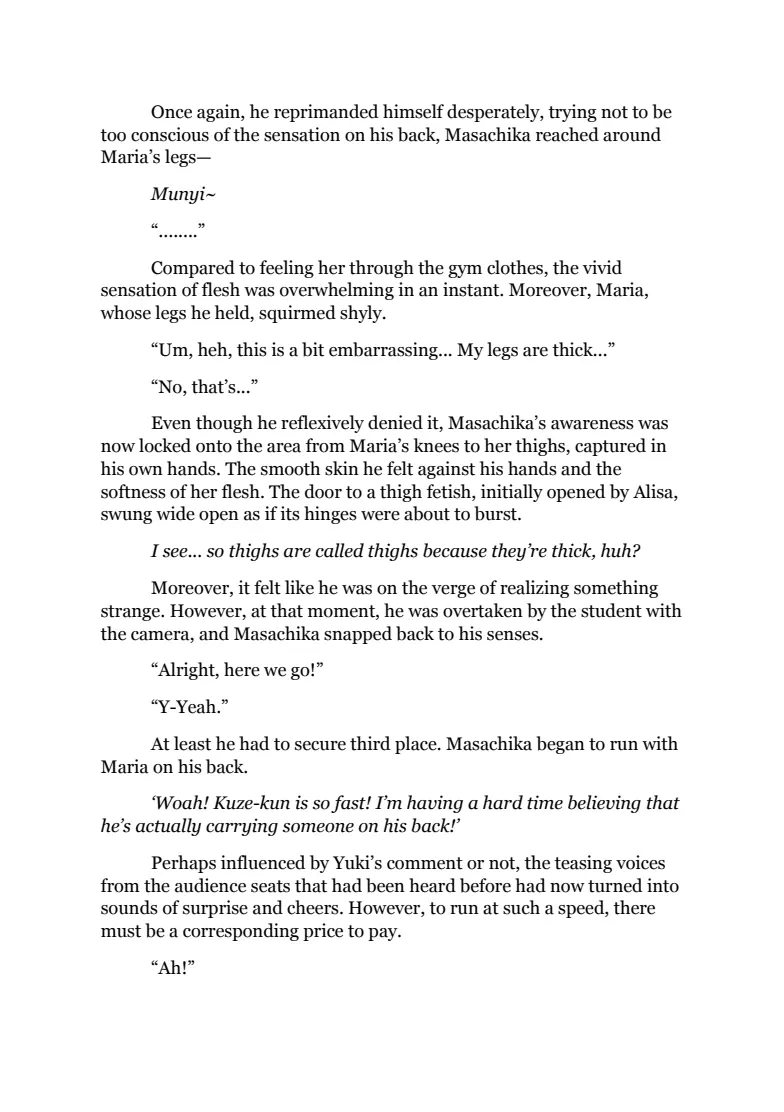 Once again, he reprimanded himself desperately, trying not to be
too conscious of the sensation on his back, Masachika reached around
Maria’s legs—
Munyi~
“........”
Compared to feeling her through the gym clothes, the vivid
sensation of flesh was overwhelming in an instant. Moreover, Maria,
whose legs he held, squirmed shyly.
“Um, heh, this is a bit embarrassing... My legs are thick...”
“No, that’s...”
Even though he reflexively denied it, Masachika’s awareness was
now locked onto the area from Maria’s knees to her thighs, captured in
his own hands. The smooth skin he felt against his hands and the
softness of her flesh. The door to a thigh fetish, initially opened by Alisa,
swung wide open as if its hinges were about to burst.
I see... so thighs are called thighs because they’re thick, huh?
Moreover, it felt like he was on the verge of realizing something
strange. However, at that moment, he was overtaken by the student with
the camera, and Masachika snapped back to his senses.
“Alright, here we go!”
“Y-Yeah.”
At least he had to secure third place. Masachika began to run with
Maria on his back.
‘Woah! Kuze-kun is so fast! I’m having a hard time believing that
he’s actually carrying someone on his back!’
Perhaps influenced by Yuki’s comment or not, the teasing voices
from the audience seats that had been heard before had now turned into
sounds of surprise and cheers. However, to run at such a speed, there
must be a corresponding price to pay.
“Ah!”